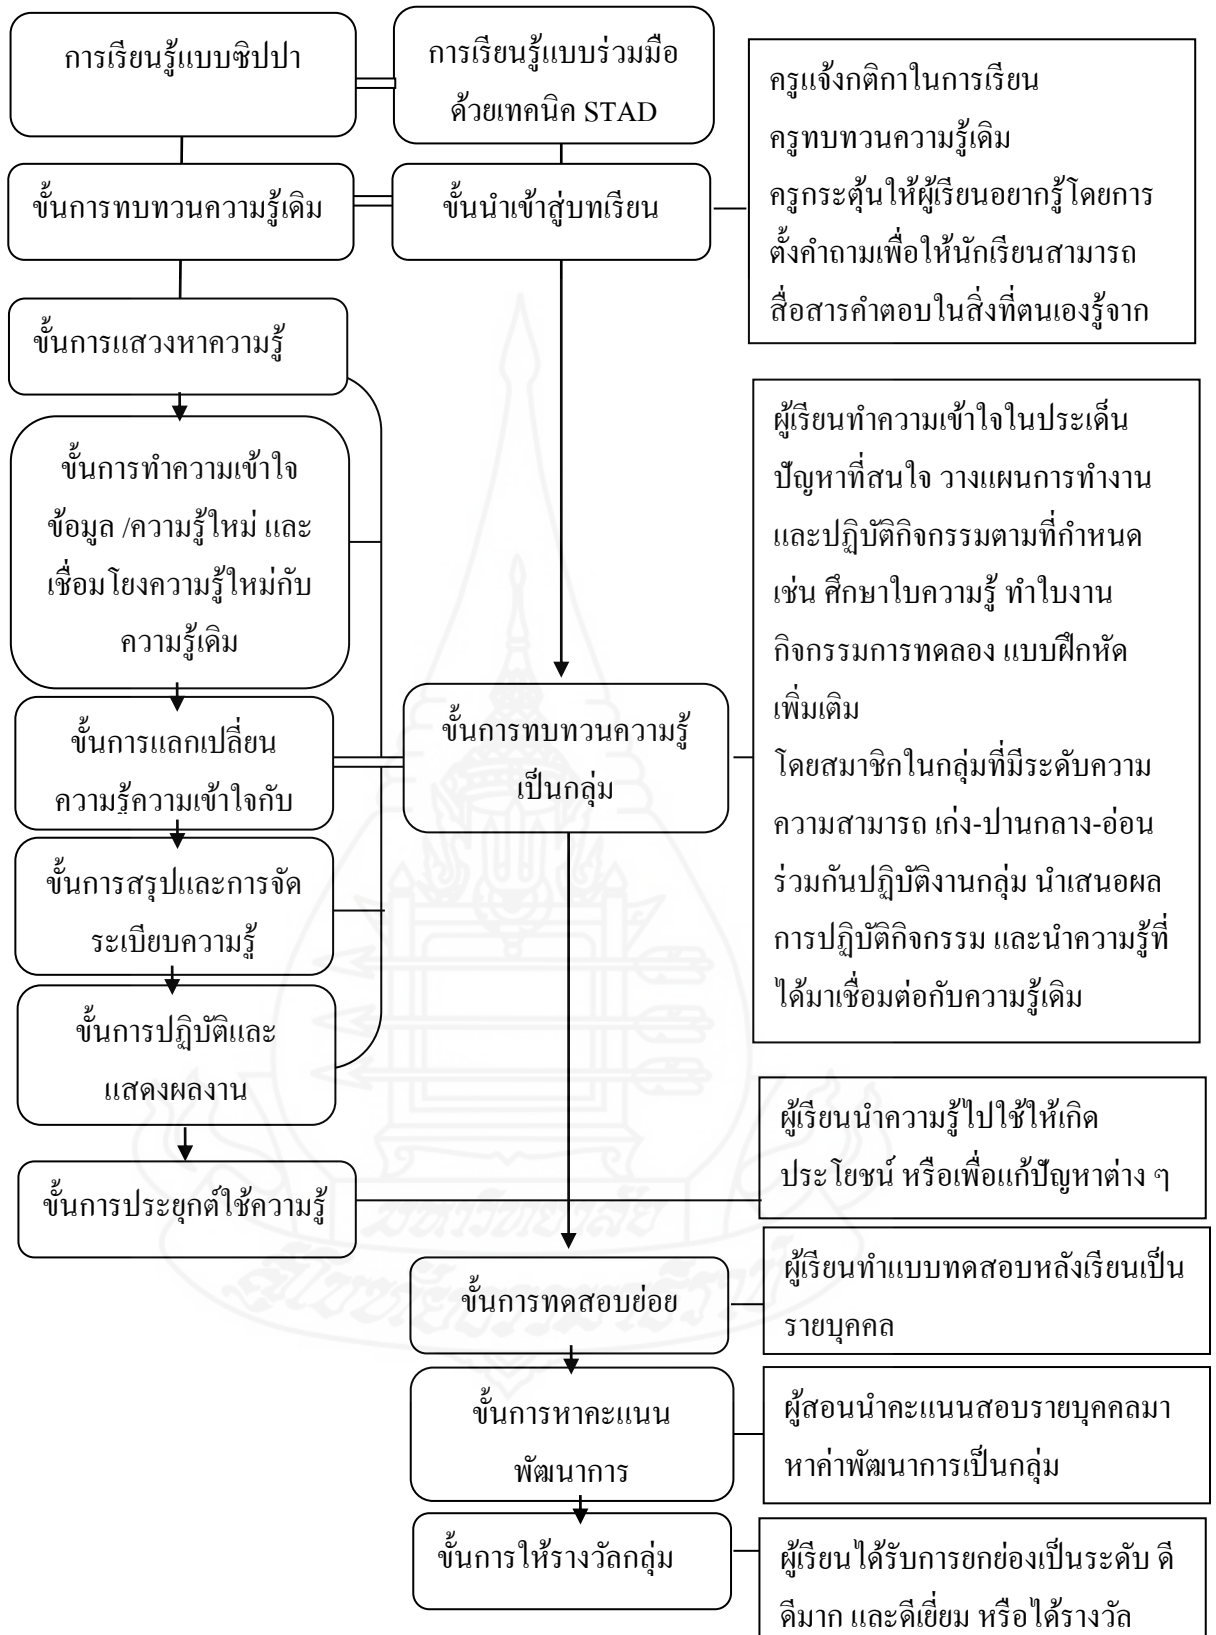 การเรียนรู้แบบซิปปา
การเรียนรู้แบบร่วมมือ
ด้วยเทคนิค STAD
ครูแจ้งกติกาในการเรียน
ครูทบทวนความรู้เดิม
ครูกระตุ้นให้ผู้เรียนอยากรู้โดยการ
ตั้งคำถามเพื่อให้นักเรียนสามารถ
สื่อสารคำตอบในสิ่งที่ตนเองรู้จาก
ขั้นการทบทวนความรู้เดิม
ขั้นนำเข้าสู่บทเรียน
ขั้นการแสวงหาความรู้
ขั้นการทำความเข้าใจ
ข้อมูล /ความรู้ใหม่ และ
เชื่อมโยงความรู้ใหม่กับ
ความรู้เดิม
ผู้เรียนทำความเข้าใจในประเด็น
ปัญหาที่สนใจ วางแผนการทำงาน
และปฏิบัติกิจกรรมตามที่กำหนด
เช่น ศึกษาใบความรู้ ทำใบงาน
กิจกรรมการทดลอง แบบฝึกหัด
เพิ่มเติม
โดยสมาชิกในกลุ่มที่มีระดับความ
ความสามารถ เก่ง-ปานกลาง-อ่อน
ร่วมกันปฏิบัติงานกลุ่ม นำเสนอผล
การปฏิบัติกิจกรรม และนำความรู้ที่
ได้มาเชื่อมต่อกับความรู้เดิม
ขั้นการแลกเปลี่ยน
ความรู้ความเข้าใจกับ
ขั้นการทบทวนความรู้
เป็นกลุ่ม
ขั้นการสรุปและการจัด
ระเบียบความรู้
ขั้นการปฏิบัติและ
แสดงผลงาน
ขั้นการประยุกต์ใช้ความรู้
ผู้เรียนนำความรู้ไปใช้ให้เกิด
ประโยชน์ หรือเพื่อแก้ปัญหาต่าง ๆ
มหาวิทยาลัย
สุโขทัยธรรมาธิราช
ขั้นการทดสอบย่อย
ผู้เรียนทำแบบทดสอบหลังเรียนเป็น
รายบุคคล
ขั้นการหาคะแนน
พัฒนาการ
ผู้สอนนำคะแนนสอบรายบุคคลมา
หาค่าพัฒนาการเป็นกลุ่ม
ขั้นการให้รางวัลกลุ่ม
ผู้เรียนได้รับการยกย่องเป็นระดับ ดี
ดีมาก และดีเยี่ยม หรือได้รางวัล